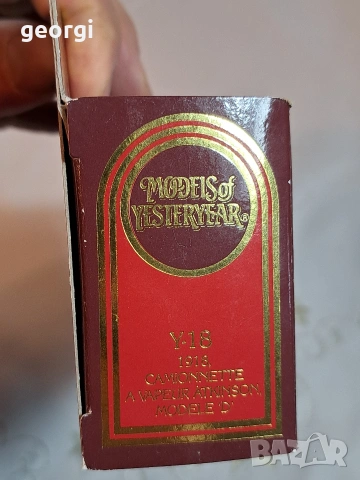 georgi
MODELS of
YESTERYEAR®
Y-18
1918,
CAMIONNETTE
A VAPEUR ATKINSON,
MODELE "D"
BAZAR